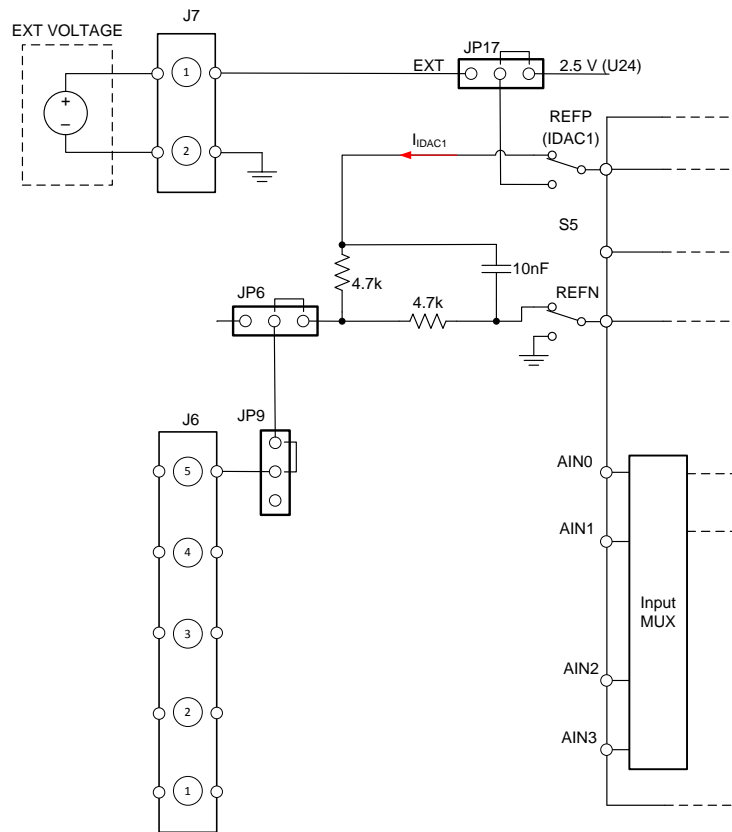 J7
EXT VOLTAGE
JP17
1
EXT
2.5 V (U24)
+
–
REFP
(IDAC1)
IIDAC1
2
S5
10nF
4.7k
REFN
JP6
4.7k
J6
JP9
5
AIN0
4
AIN1
3
Input
MUX
AIN2
2
AIN3
1